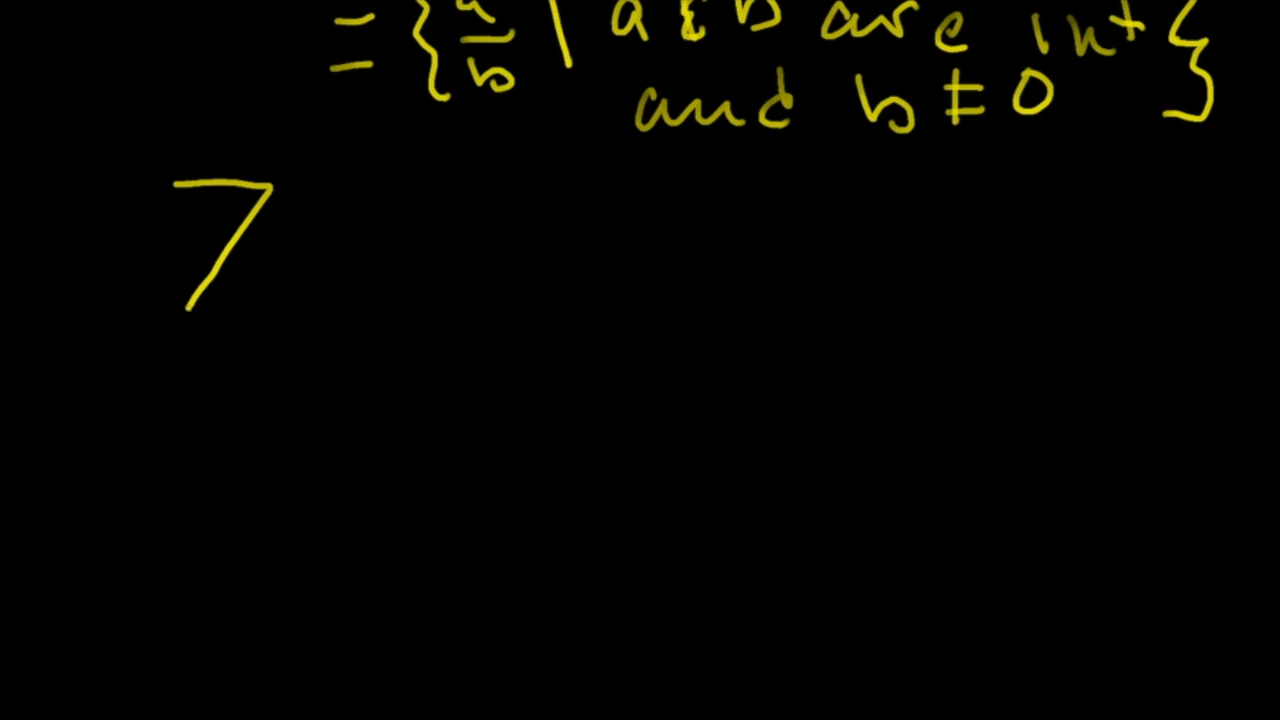 = { a/b | a & b are int }
and b ≠ 0
7